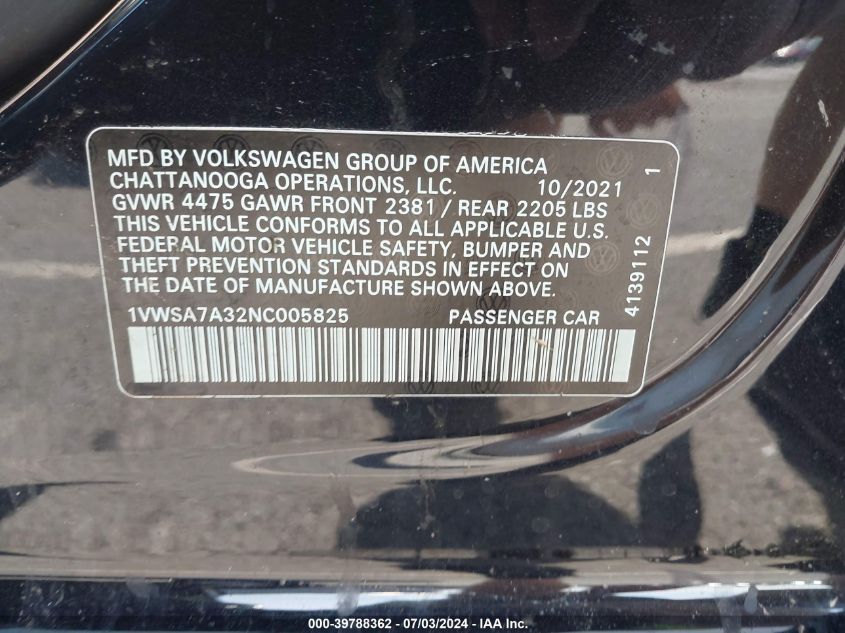 MFD BY VOLKSWAGEN GROUP OF AMERICA
CHATTANOOGA OPERATIONS, LLC. 10/2021 1
GVWR 4475 GAWR FRONT 2381 / REAR 2205 LBS
THIS VEHICLE CONFORMS TO ALL APPLICABLE U.S.
FEDERAL MOTOR VEHICLE SAFETY, BUMPER AND
THEFT PREVENTION STANDARDS IN EFFECT ON
THE DATE OF MANUFACTURE SHOWN ABOVE.
4139112
1VWSA7A32NC005825 PASSENGER CAR
000-39788362 - 07/03/2024 - IAA Inc.